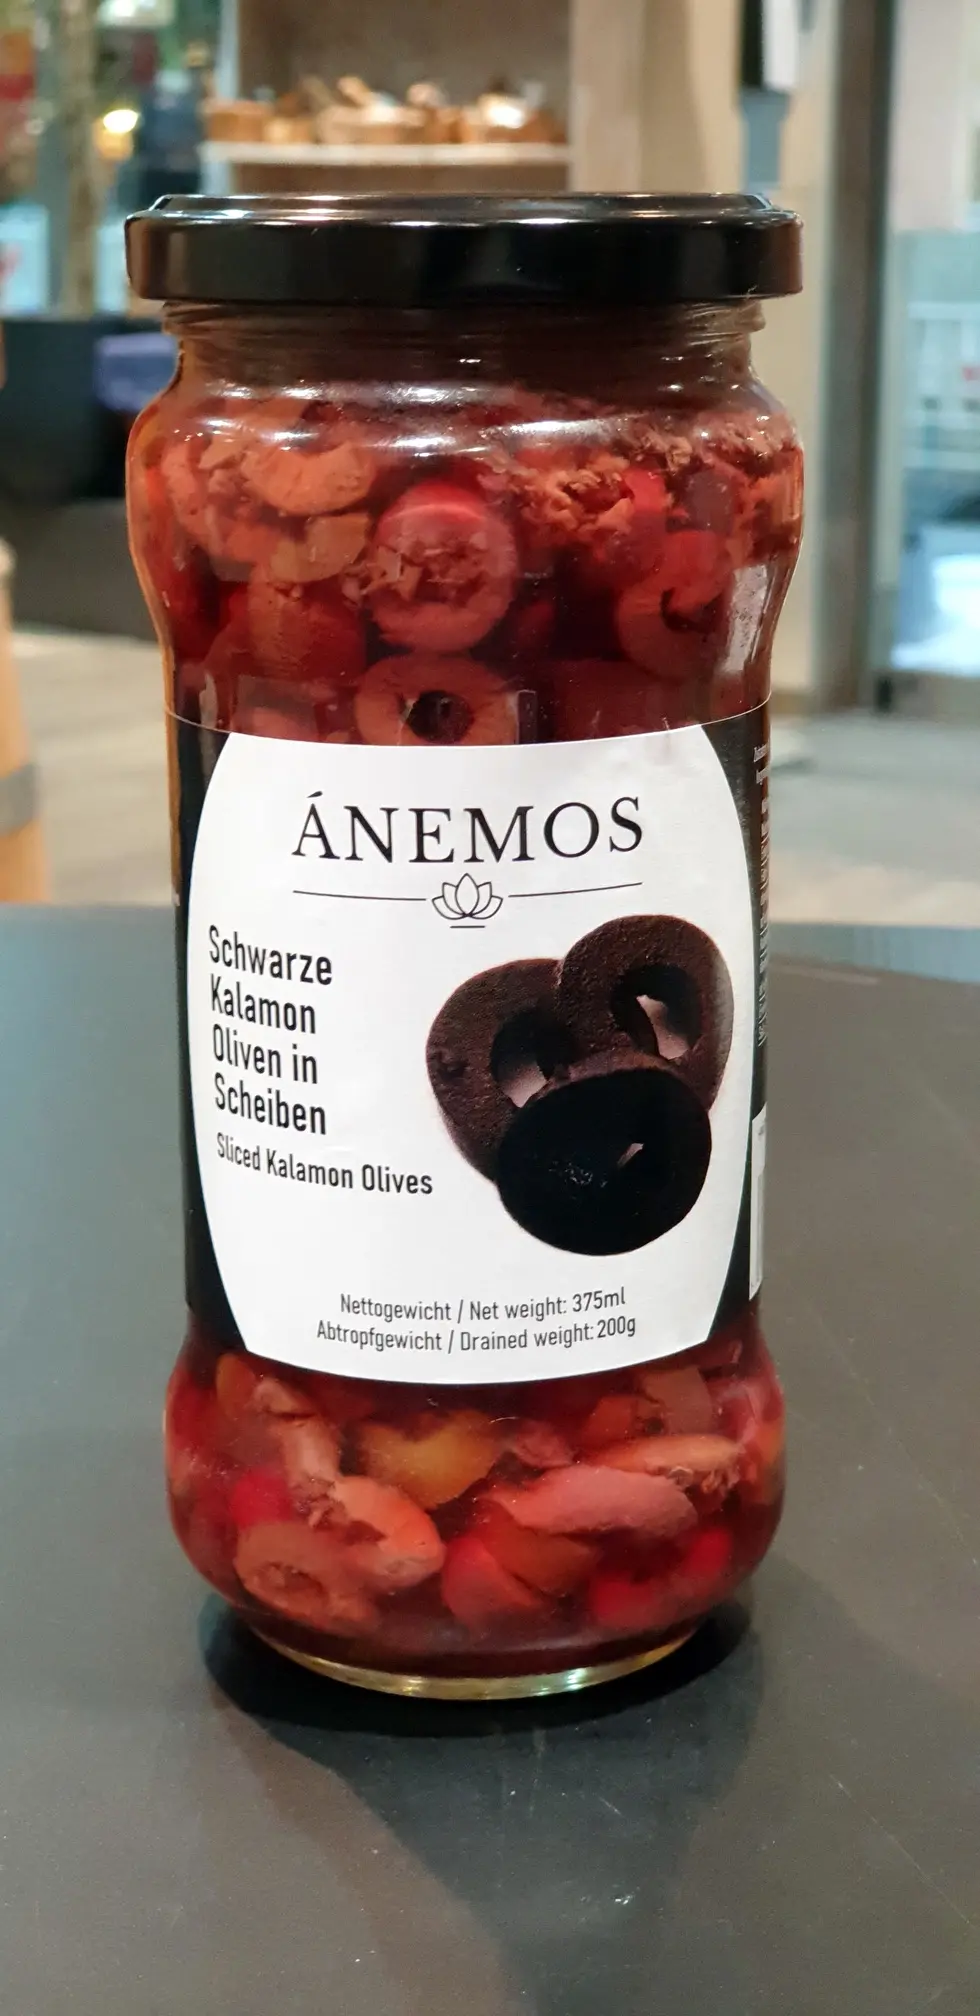 ÁNEMOS
Schwarze
Kalamon
Oliven in
Scheiben
Sliced Kalamon Olives
Nettogewicht / Net weight: 375ml
Abtropfgewicht / Drained weight: 200g